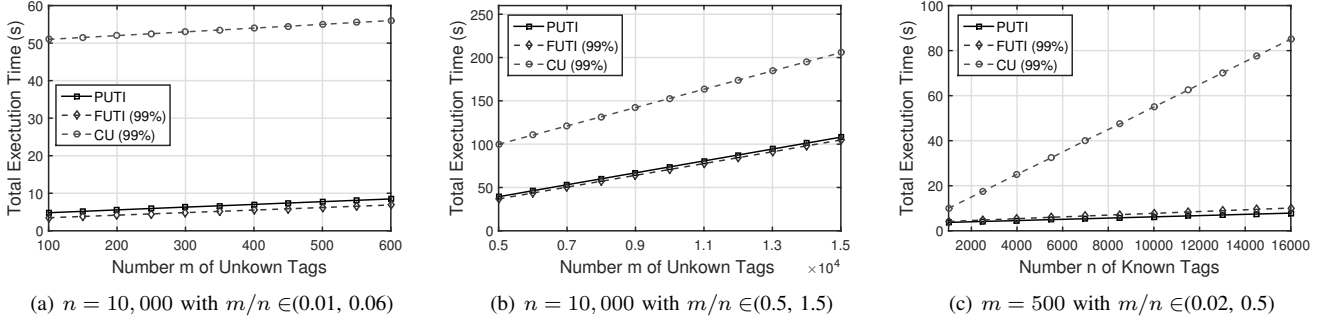 Total Exectution Time (s)
60
50
40
30
20
10
0
PUTI
FUTI (99%)
CU (99%)
100
200
300
400
500
600
Number m of Unkown Tags
(a) n = 10, 000 with m/n ∈(0.01, 0.06)
Total Exectution Time (s)
250
200
150
100
50
0
PUTI
FUTI (99%)
CU (99%)
0.5
0.7
0.9
1.1
1.3
1.5
Number m of Unkown Tags
×10⁴
(b) n = 10, 000 with m/n ∈(0.5, 1.5)
Total Exectution Time (s)
100
80
60
40
20
0
PUTI
FUTI (99%)
CU (99%)
2000
4000
6000
8000
10000
12000
14000
16000
Number n of Known Tags
(c) m = 500 with m/n ∈(0.02, 0.5)